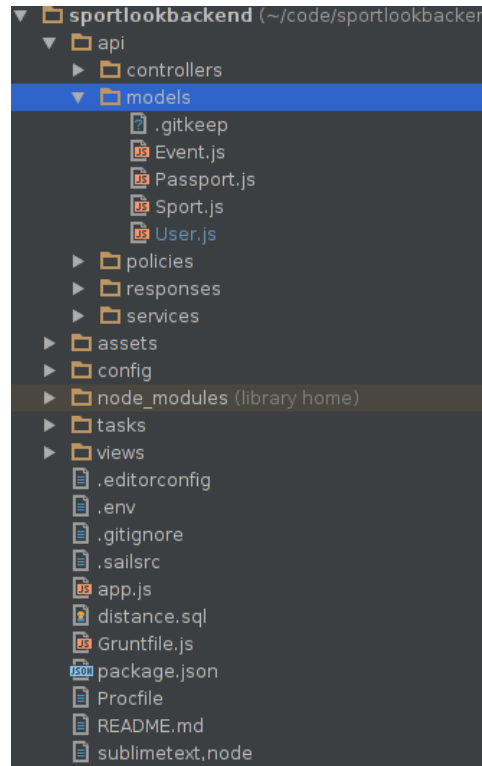 sportlookbackend (~/code/sportlookbacker
api
controllers
models
.gitkeep
Event.js
Passport.js
Sport.js
User.js
policies
responses
services
assets
config
node_modules (library home)
tasks
views
.editorconfig
.env
.gitignore
.sailsrc
app.js
distance.sql
Gruntfile.js
package.json
Procfile
README.md
sublimetext,node